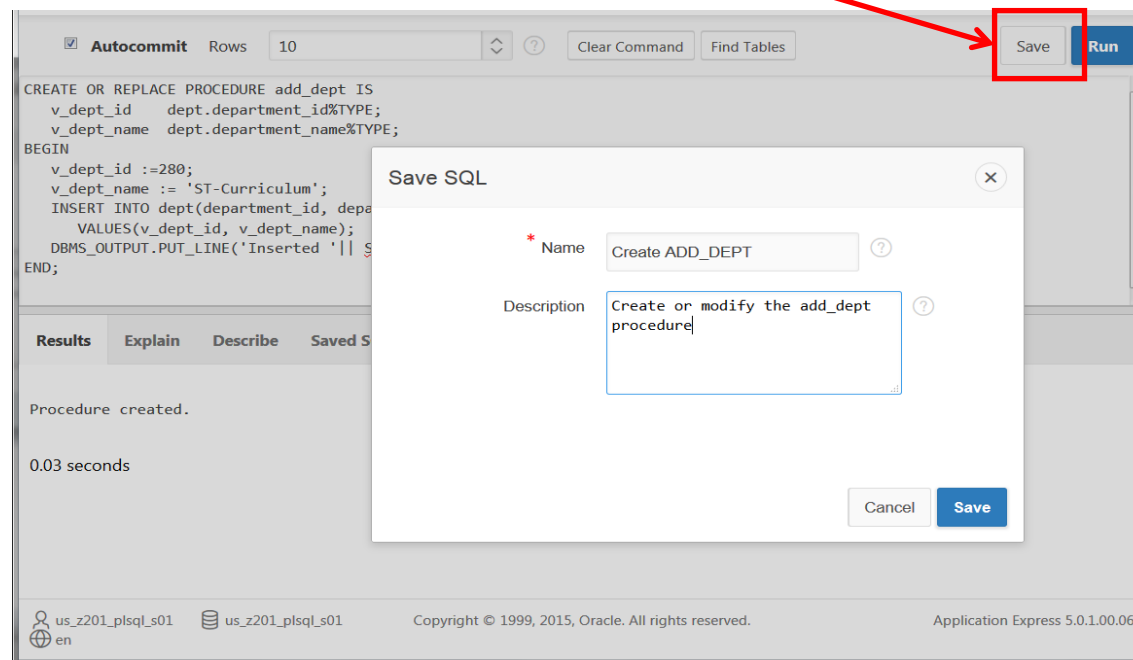 Autocommit Rows 10 Clear Command Find Tables Save Run
CREATE OR REPLACE PROCEDURE add_dept IS
v_dept_id dept.department_id%TYPE;
v_dept_name dept.department_name%TYPE;
BEGIN
v_dept_id :=280;
v_dept_name := 'ST-Curriculum';
INSERT INTO dept(department_id, depa
VALUES(v_dept_id, v_dept_name);
DBMS_OUTPUT.PUT_LINE('Inserted '|| S
END;
Save SQL
* Name Create ADD_DEPT
Description Create or modify the add_dept
procedure
Cancel Save
Results Explain Describe Saved S
Procedure created.
0.03 seconds
us_z201_plsql_s01 us_z201_plsql_s01 Copyright © 1999, 2015, Oracle. All rights reserved. Application Express 5.0.1.00.06
en